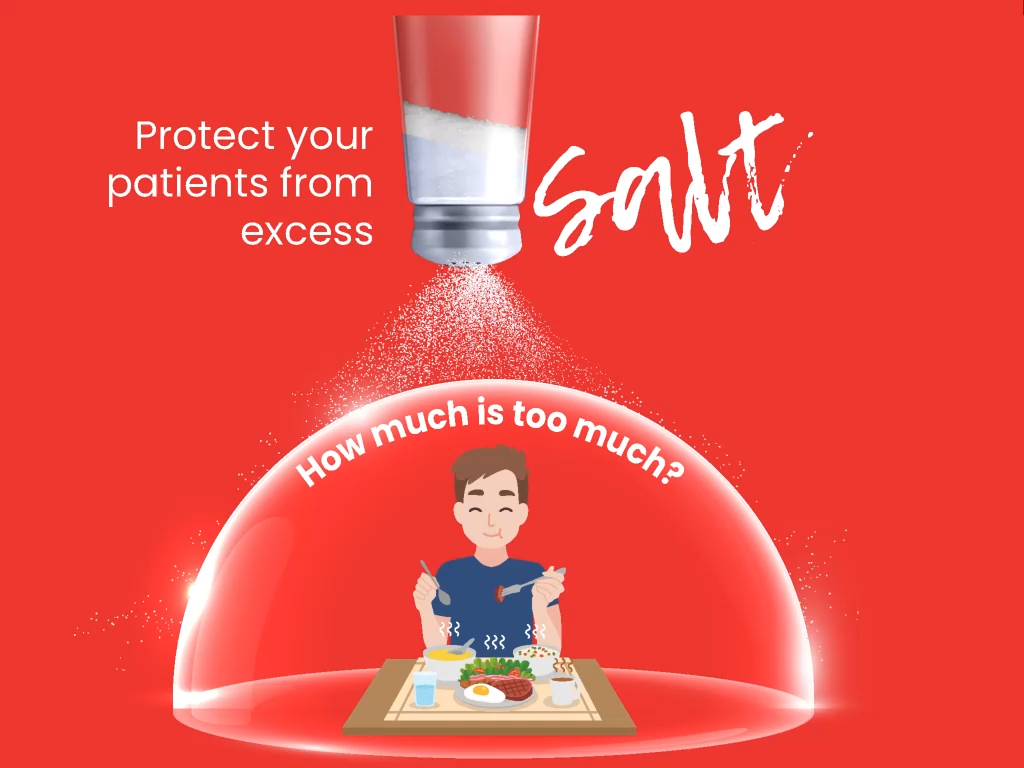 Protect your
patients from
excess
salt
How much is too much?